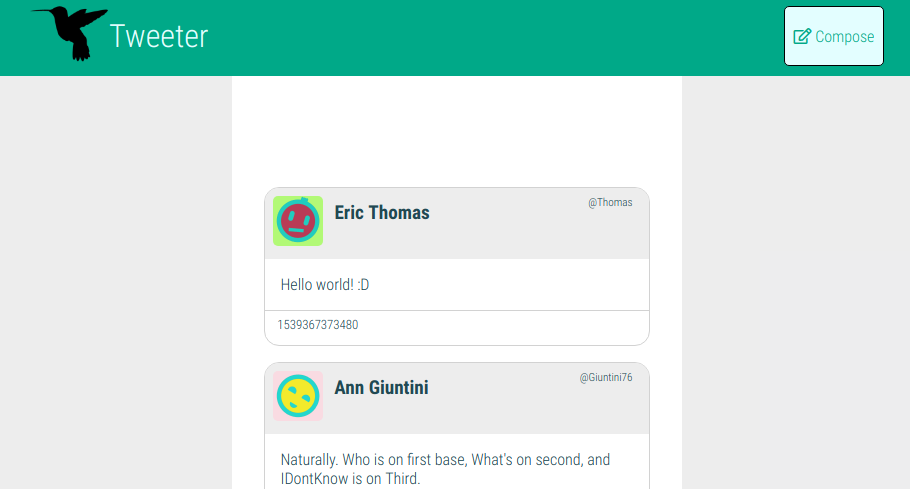 Tweeter
Compose
Eric Thomas
@Thomas
Hello world! :D
1539367373480
Ann Giuntini
@Giuntini76
Naturally. Who is on first base, What's on second, and
IDontKnow is on Third.